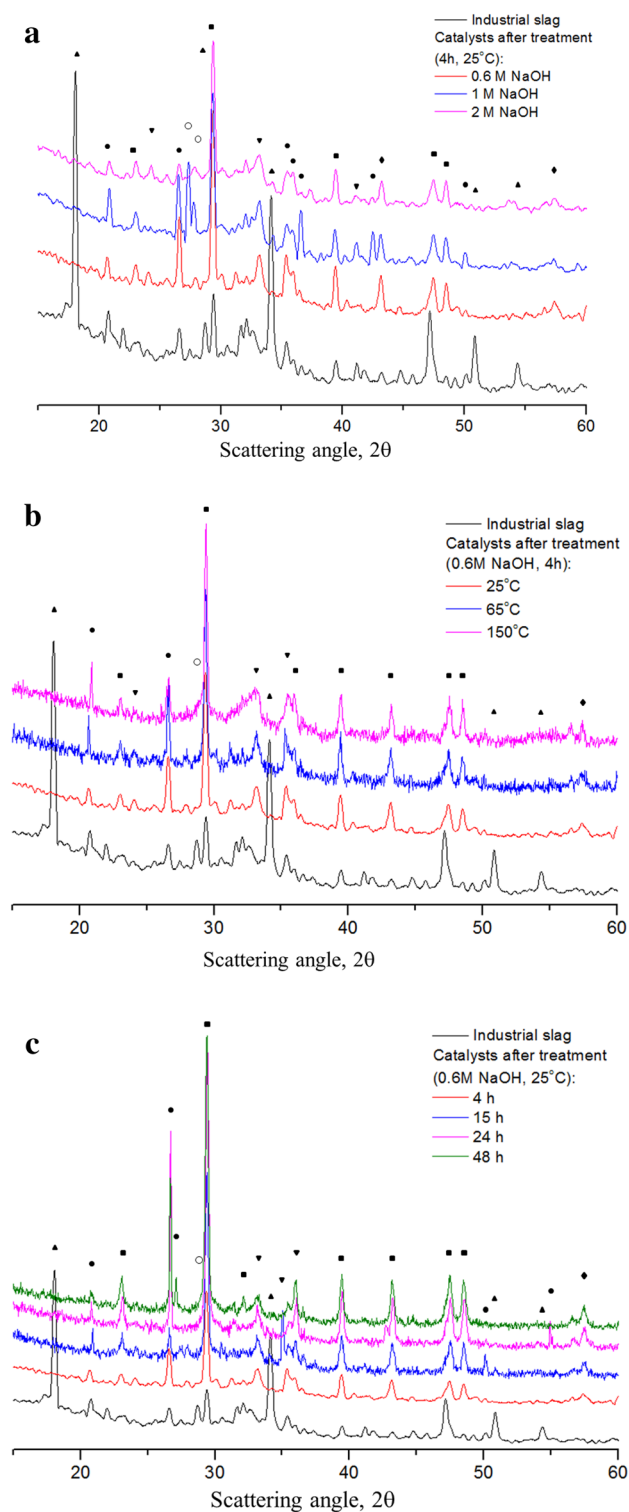 a
Industrial slag
Catalysts after treatment
(4h, 25°C):
0.6 M NaOH
1 M NaOH
2 M NaOH
20 30 40 50 60
Scattering angle, 2θ
b
Industrial slag
Catalysts after treatment
(0.6M NaOH, 4h):
25°C
65°C
150°C
20 30 40 50 60
Scattering angle, 2θ
c
Industrial slag
Catalysts after treatment
(0.6M NaOH, 25°C):
4 h
15 h
24 h
48 h
20 30 40 50 60
Scattering angle, 2θ